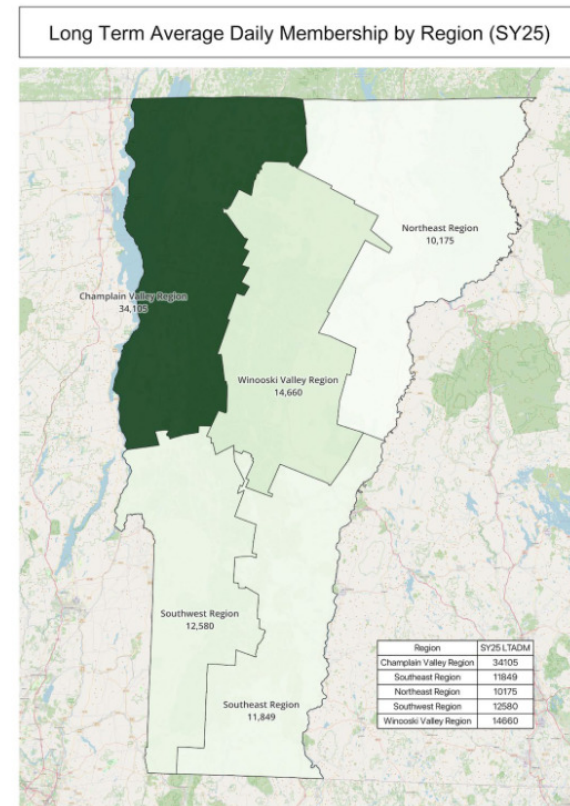 Long Term Average Daily Membership by Region (SY25)
Northeast Region
10,175
Champlain Valley Region
34,105
Winooski Valley Region
14,660
Southwest Region
12,580
Southeast Region
11,849
Region SY25 LTADM
Champlain Valley Region 34105
Southeast Region 11849
Northeast Region 10175
Southwest Region 12580
Winooski Valley Region 14660